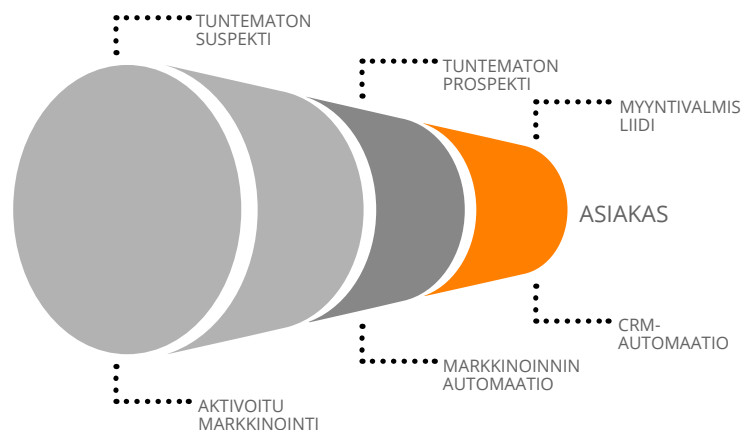 TUNTEMATON
SUSPEKTI
TUNTEMATON
PROSPEKTI
MYYNTIVALMIS
LIIDI
ASIAKAS
CRM-
AUTOMAATIO
MARKKINOINNIN
AUTOMAATIO
AKTIVOITU
MARKKINOINTI